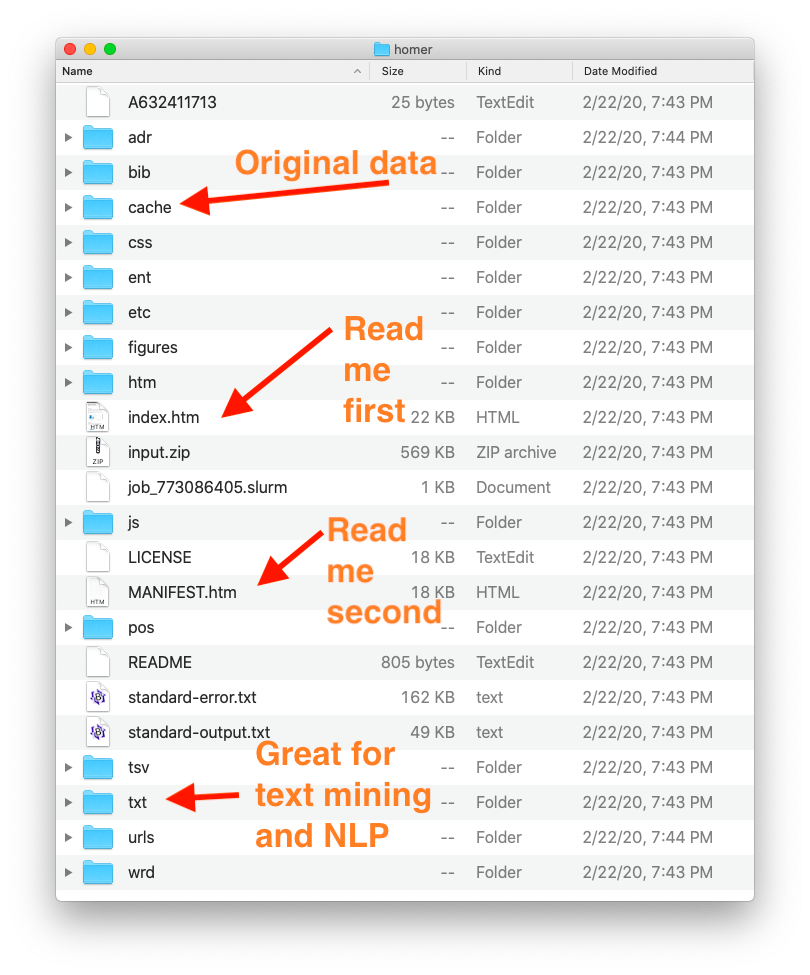 homer
Name Size Kind Date Modified
A632411713 25 bytes TextEdit 2/22/20, 7:43 PM
adr -- Folder 2/22/20, 7:44 PM
Original data
bib -- Folder 2/22/20, 7:43 PM
cache -- Folder 2/22/20, 7:43 PM
css -- Folder 2/22/20, 7:43 PM
ent -- Folder 2/22/20, 7:43 PM
etc -- Folder 2/22/20, 7:43 PM
Read
me
first
figures -- Folder 2/22/20, 7:43 PM
htm -- Folder 2/22/20, 7:43 PM
HTM
index.htm 22 KB HTML 2/22/20, 7:43 PM
ZIP
input.zip 569 KB ZIP archive 2/22/20, 7:43 PM
job_773086405.slurm 1 KB Document 2/22/20, 7:43 PM
js -- Folder 2/22/20, 7:43 PM
Read
me
second
LICENSE 18 KB TextEdit 2/22/20, 7:43 PM
HTM
MANIFEST.htm 18 KB HTML 2/22/20, 7:43 PM
pos -- Folder 2/22/20, 7:43 PM
README 805 bytes TextEdit 2/22/20, 7:43 PM
standard-error.txt 162 KB text 2/22/20, 7:43 PM
standard-output.txt 49 KB text 2/22/20, 7:43 PM
Great for
text mining
and NLP
tsv -- Folder 2/22/20, 7:43 PM
txt -- Folder 2/22/20, 7:43 PM
urls -- Folder 2/22/20, 7:44 PM
wrd -- Folder 2/22/20, 7:43 PM